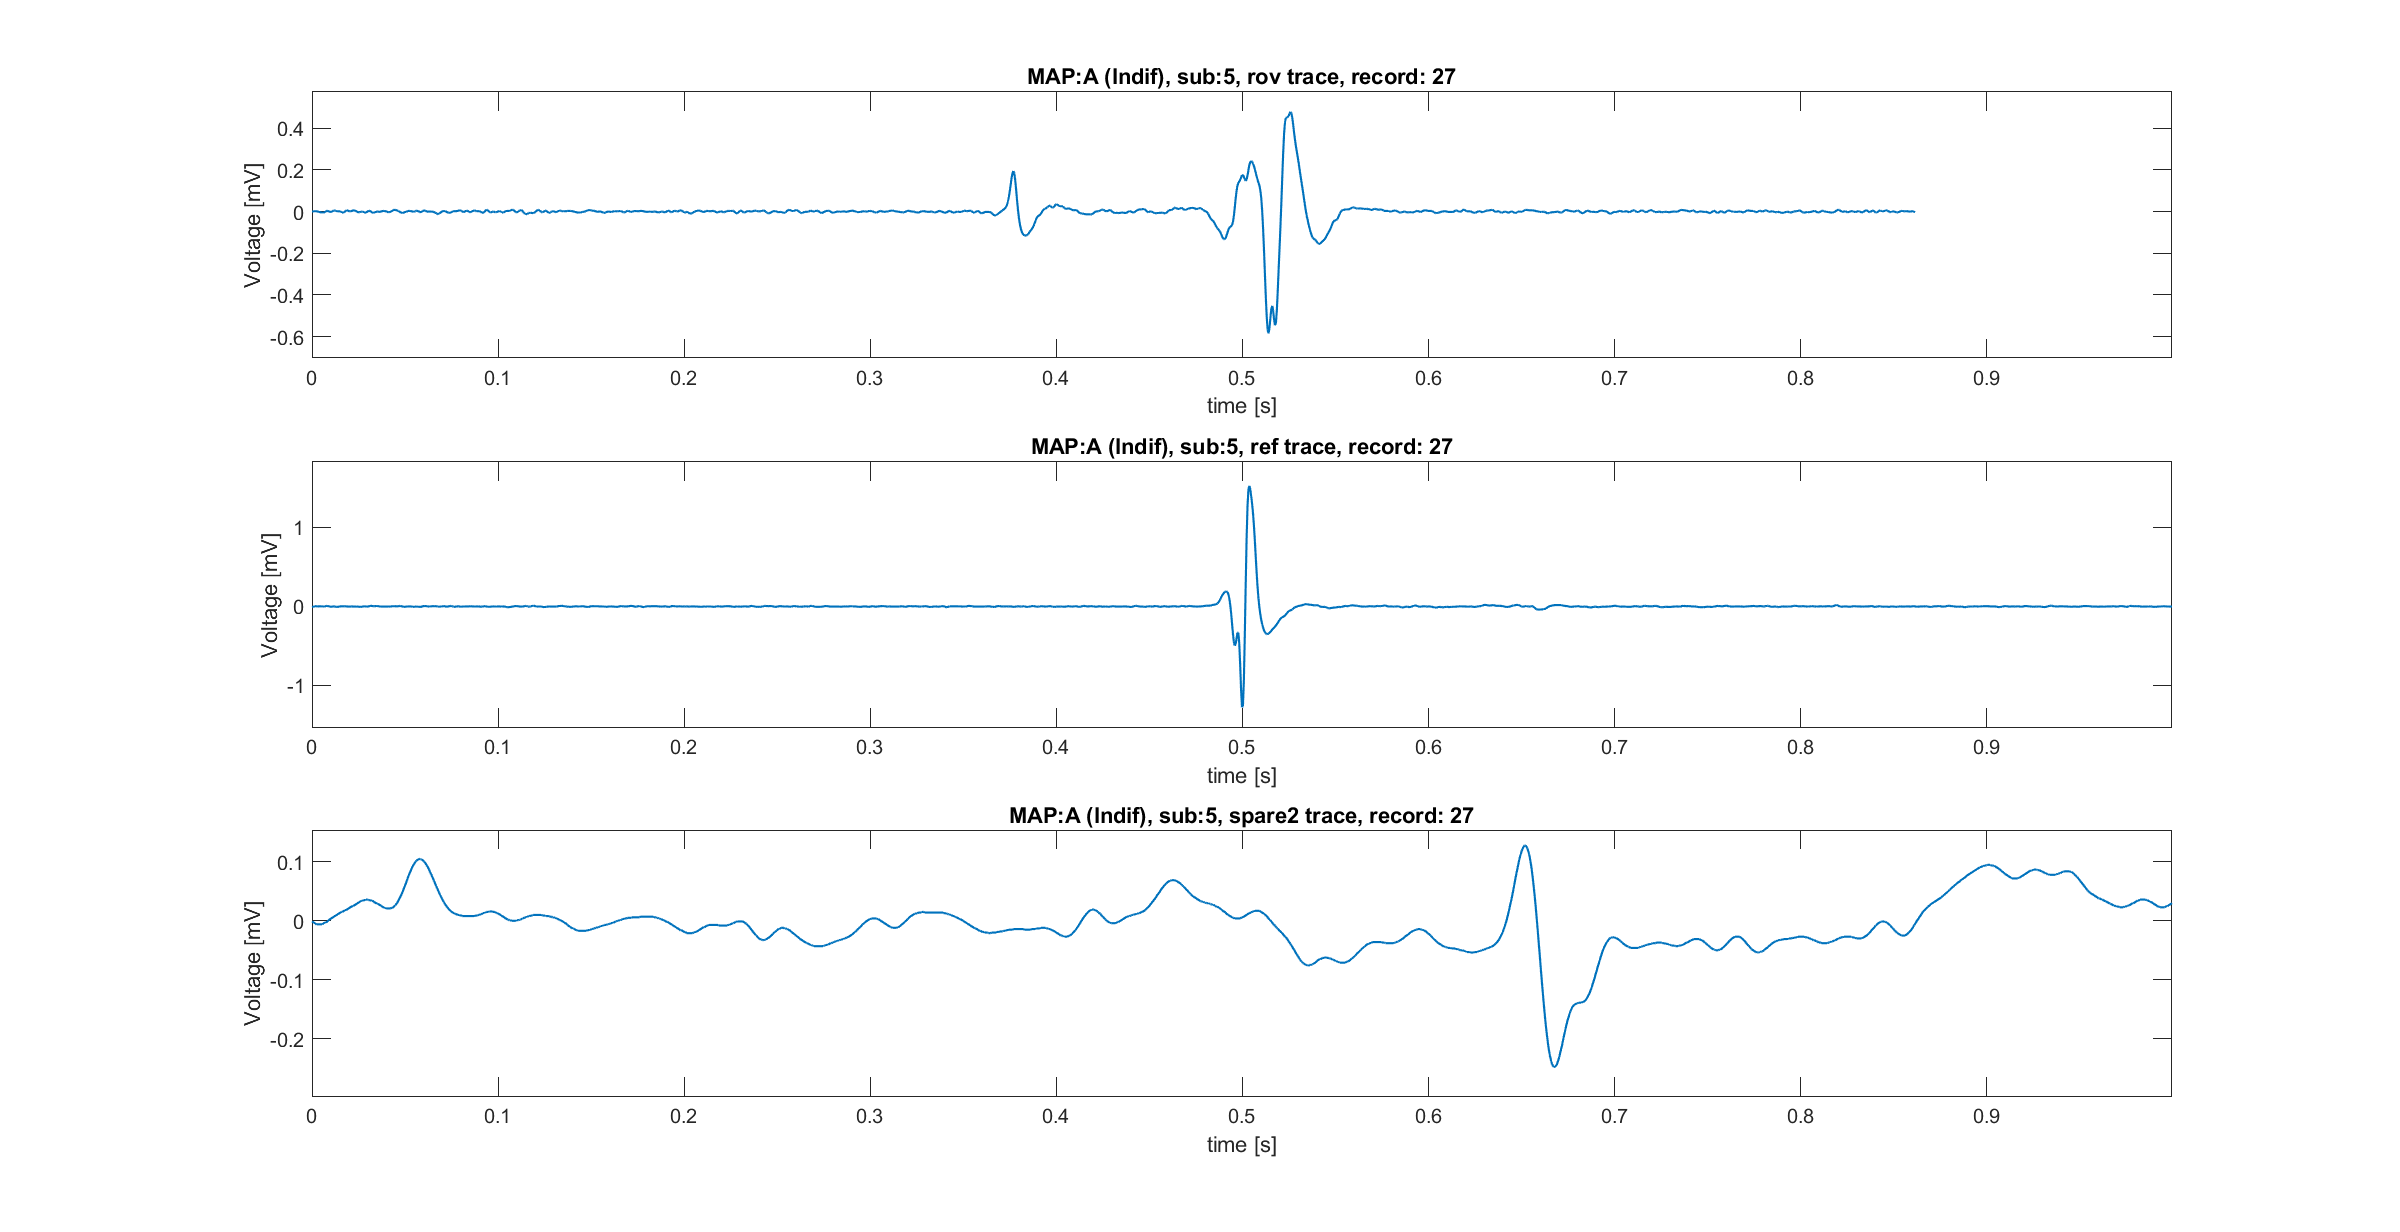 MAP:A (Indif), sub:5, rov trace, record: 27
Voltage [mV]
0.4
0.2
0
-0.2
-0.4
-0.6
0 0.1 0.2 0.3 0.4 0.5 0.6 0.7 0.8 0.9
time [s]
MAP:A (Indif), sub:5, ref trace, record: 27
Voltage [mV]
1
0
-1
0 0.1 0.2 0.3 0.4 0.5 0.6 0.7 0.8 0.9
time [s]
MAP:A (Indif), sub:5, spare2 trace, record: 27
Voltage [mV]
0.1
0
-0.1
-0.2
0 0.1 0.2 0.3 0.4 0.5 0.6 0.7 0.8 0.9
time [s]